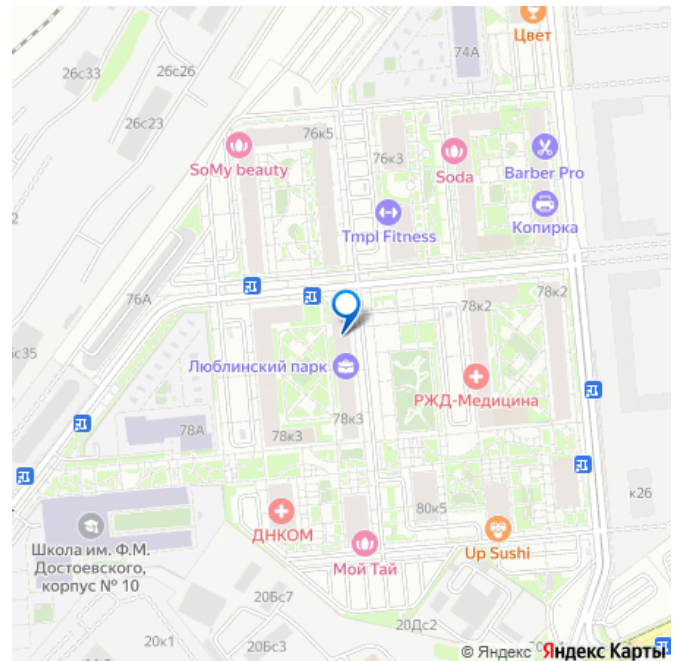 Цвет
74А
26с33
26с26
26с23
76к5
SoMy beauty
76к3
Soda
Barber Pro
Tmpl Fitness
Копирка
76А
78к2
78к2
Люблинский парк
РЖД-Медицина
78А
78к3
78к3
80к5
к26
ДНКОМ
Мой Тай
Up Sushi
Школа им. Ф.М.
Достоевского,
корпус № 10
20Бс7
20Дс2
20к1
20Бс3
© Яндекс Яндекс Карты